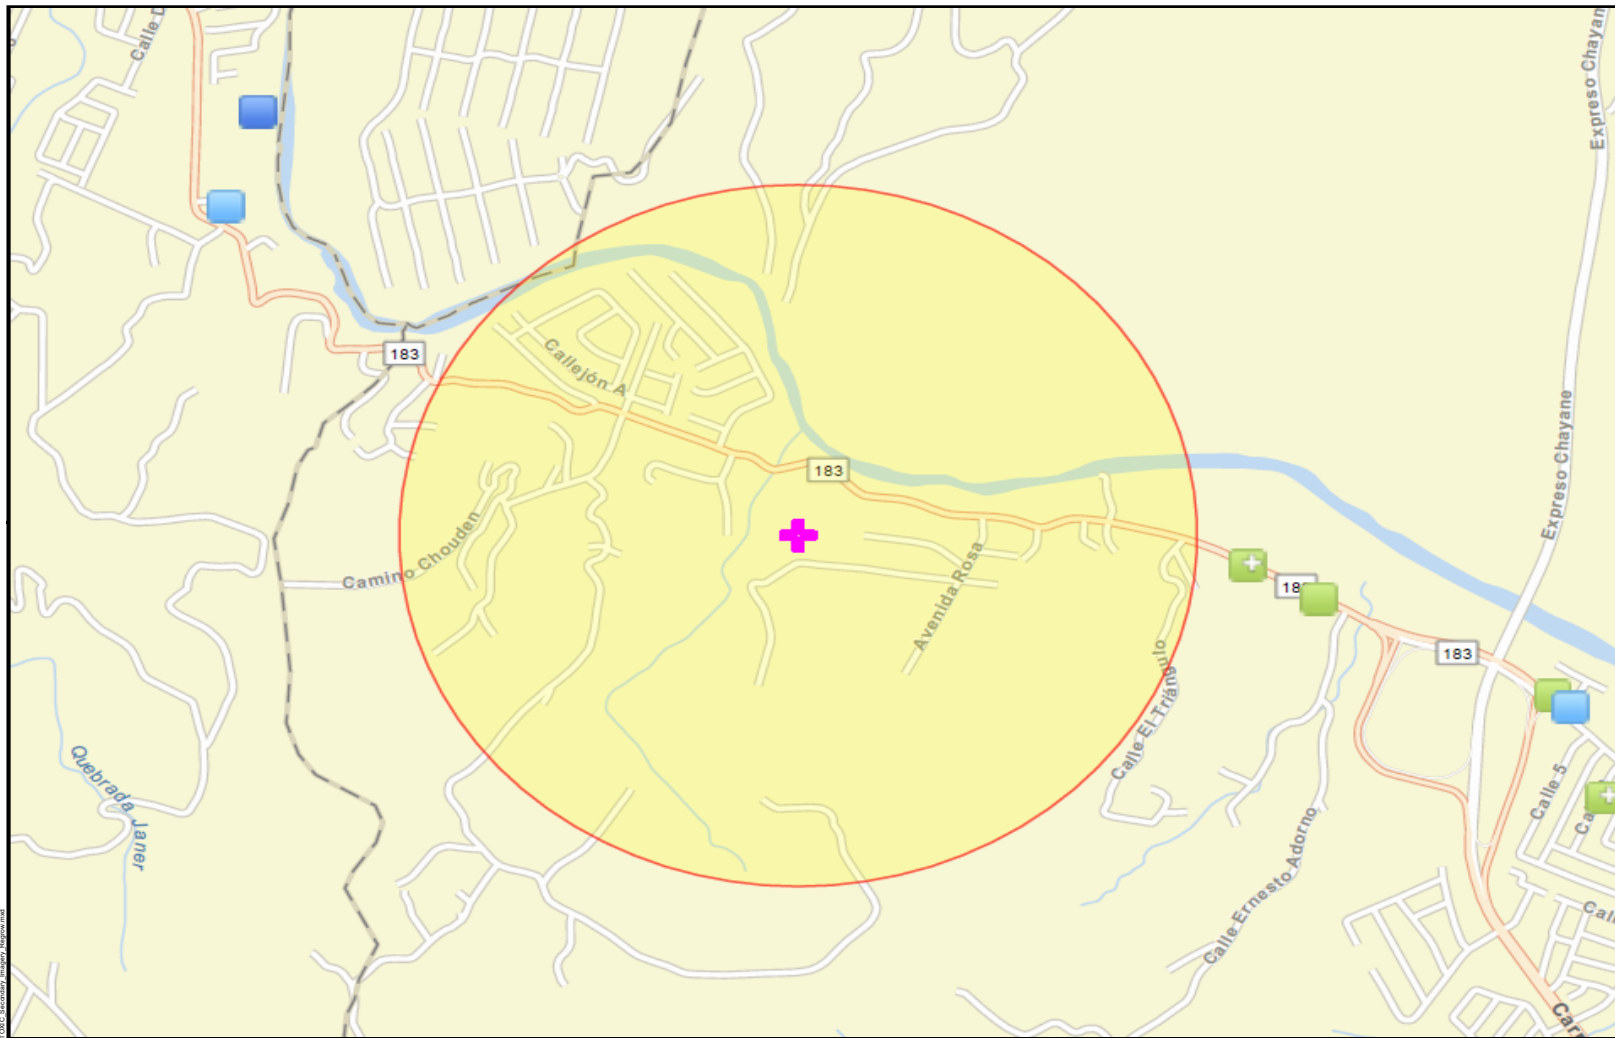 Calle D
Expreso Chayan
183
Callejón A
183
Expreso Chayane
Camino Chouden
Avenida Rosa
183
Calle El Triángulo
Quebrada Janer
Calle 5
Calle Ernesto Adorno